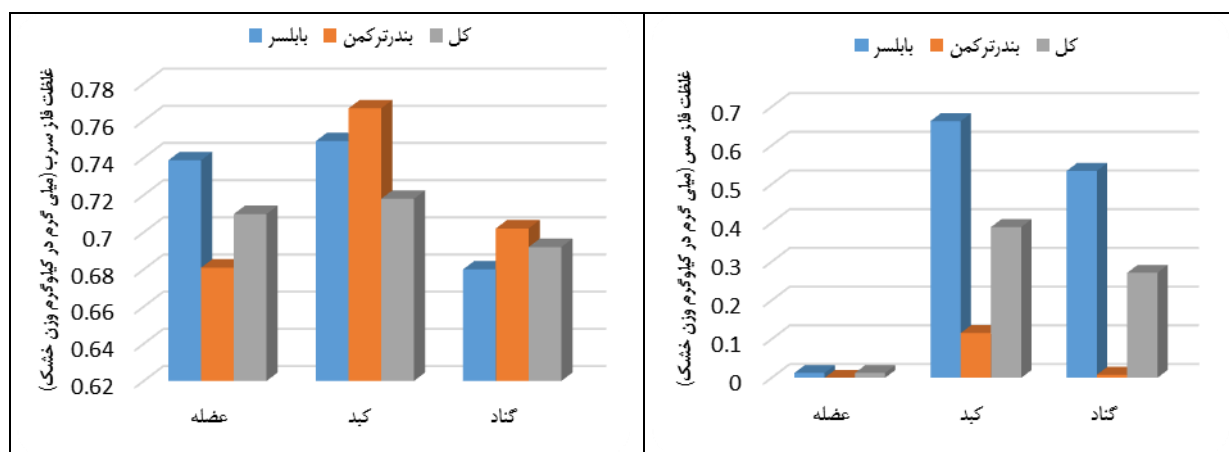 بابلسر بندرترکمن کل
غلظت فلز سرب (میلی گرم در کیلوگرم وزن خشک)
0.78
0.76
0.74
0.72
0.7
0.68
0.66
0.64
0.62
عضله کبد گناد
بابلسر بندرترکمن کل
غلظت فلز مس (میلی گرم در کیلوگرم وزن خشک)
0.7
0.6
0.5
0.4
0.3
0.2
0.1
0
عضله کبد گناد